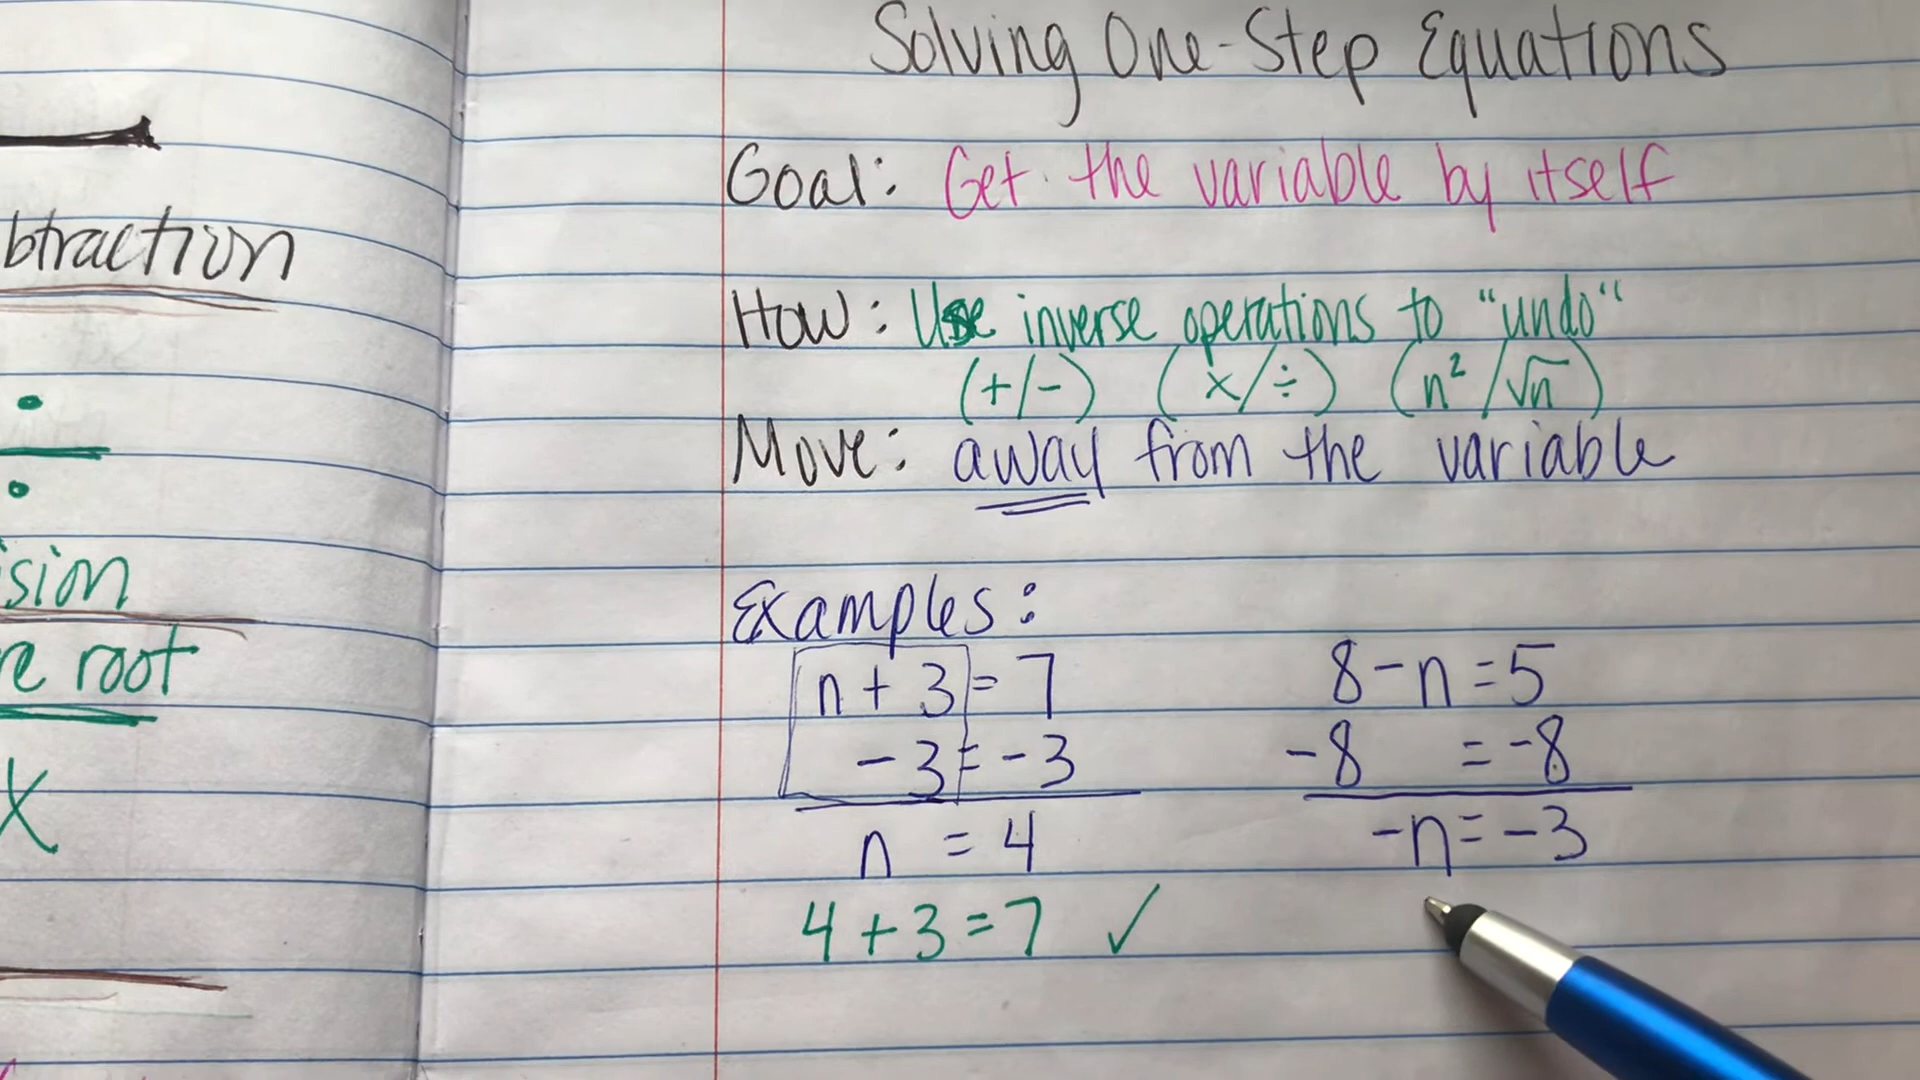 btraction
ision
re root
X
Solving One-Step Equations
Goal: Get the variable by itself
How: Use inverse operations to "undo"
(+/-) (x/÷) (n²/√n)
Move: away from the variable
Examples:
n + 3 = 7
- 3 = - 3
n = 4
4 + 3 = 7 ✓
8 - n = 5
- 8 = - 8
- n = - 3